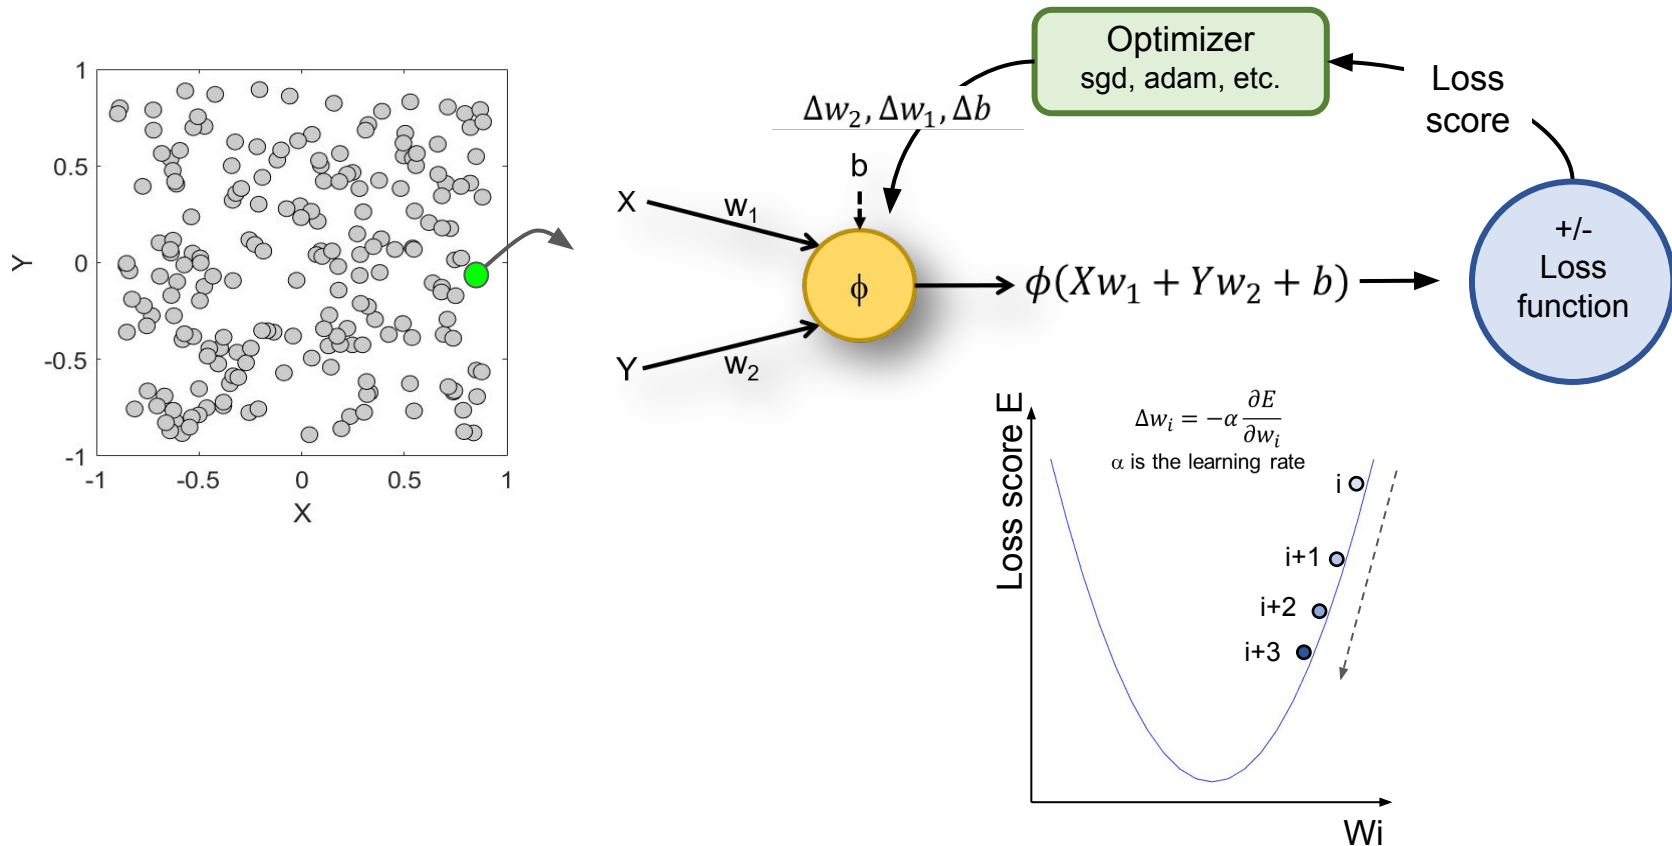 1
0.5
0
-0.5
-1
-1
-0.5
0
0.5
1
Y
X
Optimizer
sgd, adam, etc.
Loss
score
Δw₂, Δw₁, Δb
b
X
w₁
Y
w₂
ϕ
ϕ(Xw₁ + Yw₂ + b)
+/-
Loss
function
Loss score E
Δwᵢ = −α ∂E/∂wᵢ
α is the learning rate
i
i+1
i+2
i+3
Wi